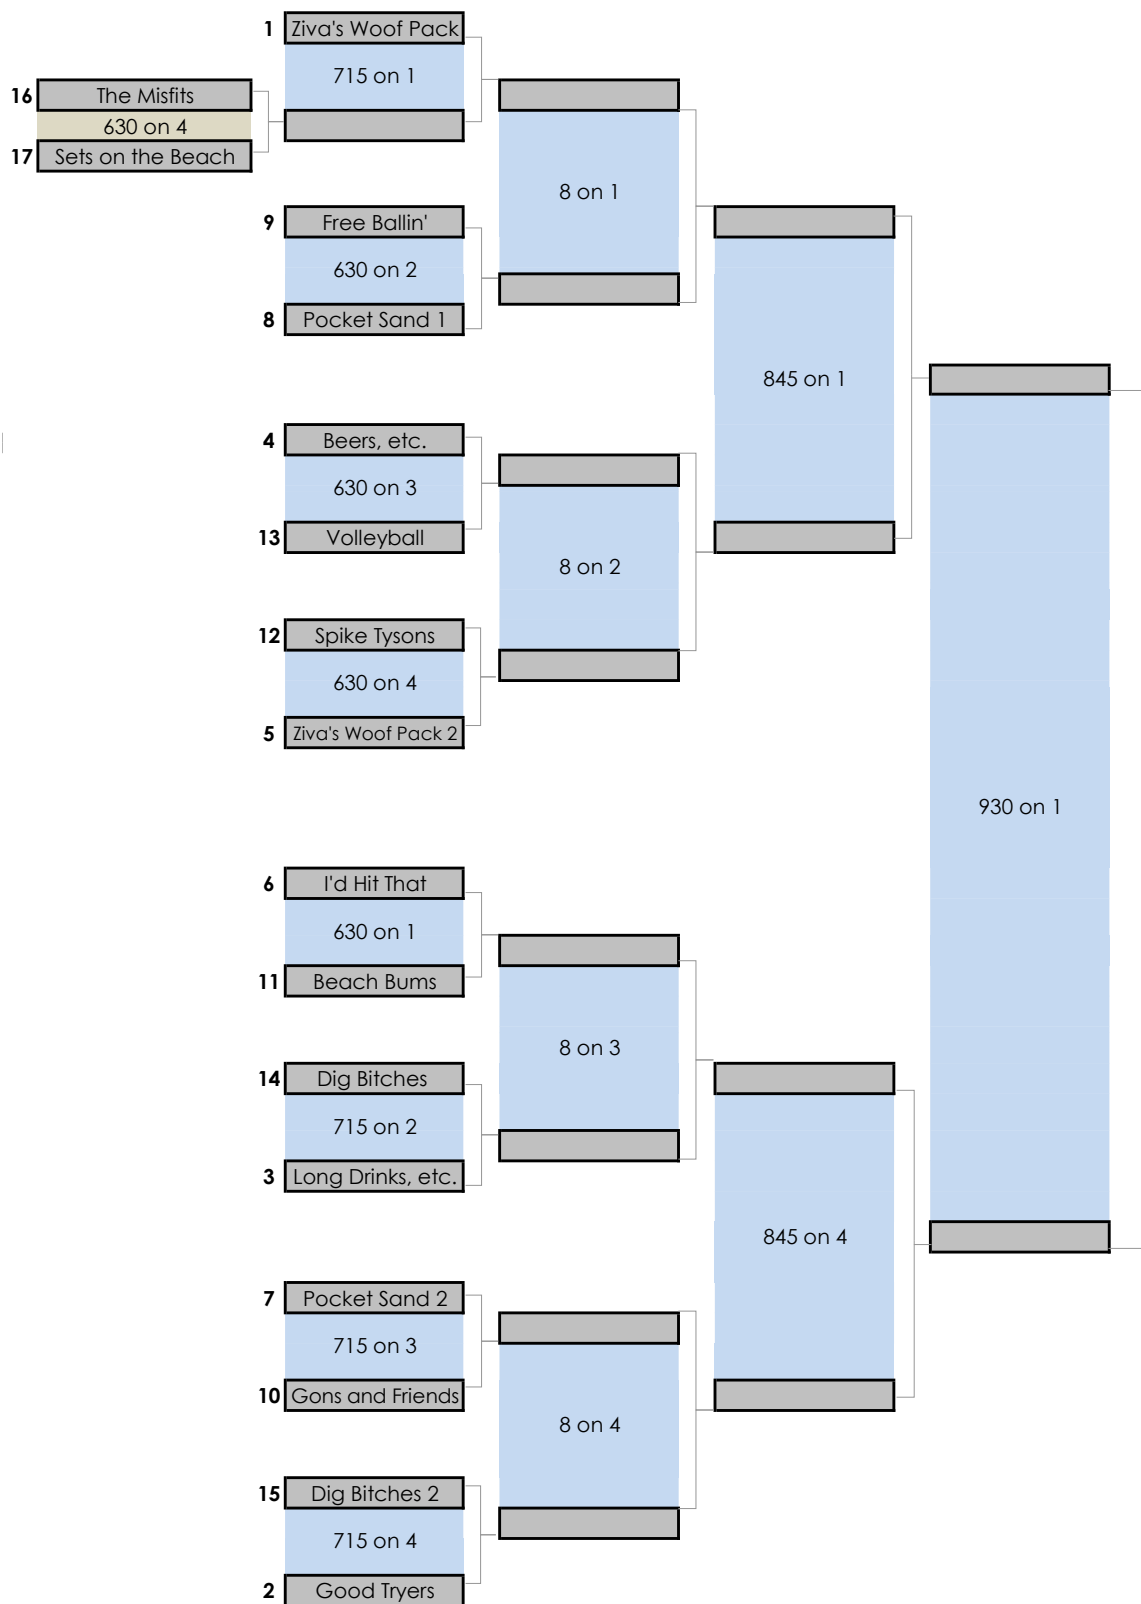 1 Ziva's Woof Pack
715 on 1
16 The Misfits
630 on 4
17 Sets on the Beach
8 on 1
9 Free Ballin'
630 on 2
8 Pocket Sand 1
845 on 1
4 Beers, etc.
630 on 3
13 Volleyball
8 on 2
12 Spike Tysons
630 on 4
5 Ziva's Woof Pack 2
930 on 1
6 I'd Hit That
630 on 1
11 Beach Bums
8 on 3
14 Dig Bitches
715 on 2
3 Long Drinks, etc.
845 on 4
7 Pocket Sand 2
715 on 3
10 Gons and Friends
8 on 4
15 Dig Bitches 2
715 on 4
2 Good Tryers